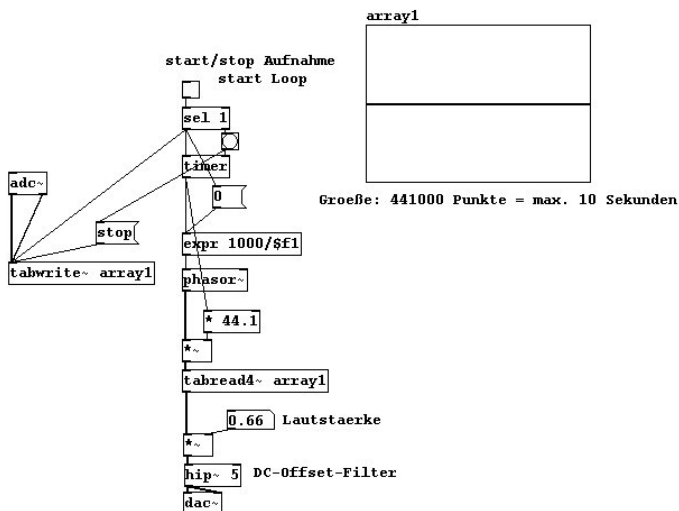 array1
start/stop Aufnahme
start Loop
sel 1
timer
adc~
0
Groeße: 441000 Punkte = max. 10 Sekunden
stop
expr 1000/$f1
tabwrite~ array1
phasor~
* 44.1
*~
tabread4~ array1
0.66 Lautstaerke
*~
hip~ 5 DC-Offset-Filter
dac~